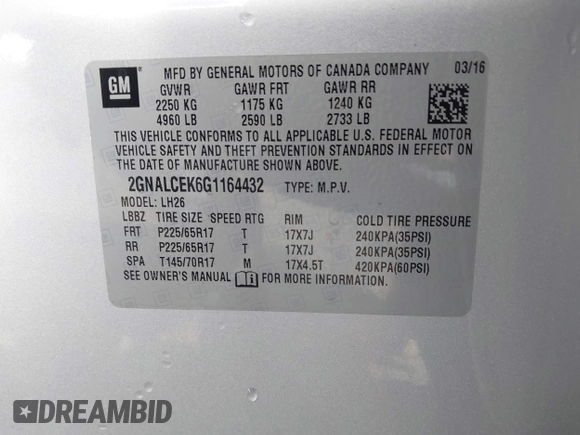 GM
MFD BY GENERAL MOTORS OF CANADA COMPANY 03/16
GVWR GAWR FRT GAWR RR
2250 KG 1175 KG 1240 KG
4960 LB 2590 LB 2733 LB
THIS VEHICLE CONFORMS TO ALL APPLICABLE U.S. FEDERAL MOTOR
VEHICLE SAFETY AND THEFT PREVENTION STANDARDS IN EFFECT ON
THE DATE OF MANUFACTURE SHOWN ABOVE.
2GNALCEK6G1164432 TYPE: M.P.V.
MODEL: LH26
LBBZ TIRE SIZE SPEED RTG RIM COLD TIRE PRESSURE
FRT P225/65R17 T 17X7J 240KPA(35PSI)
RR P225/65R17 T 17X7J 240KPA(35PSI)
SPA T145/70R17 M 17X4.5T 420KPA(60PSI)
SEE OWNER'S MANUAL FOR MORE INFORMATION.
DREAMBID